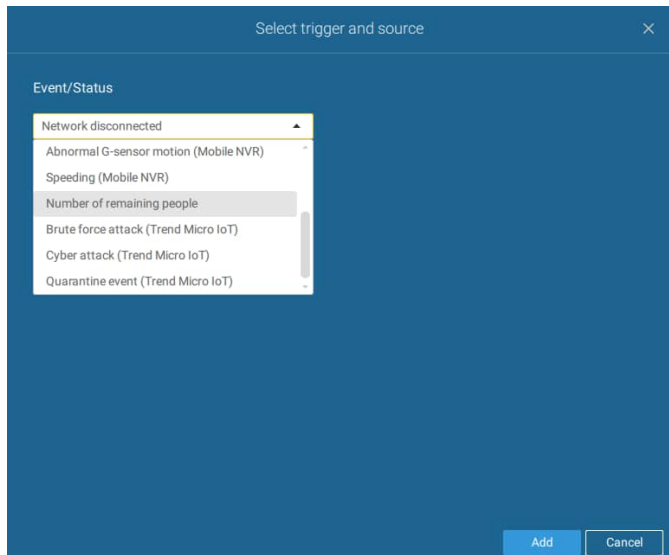 Select trigger and source
Event/Status
Network disconnected
Abnormal G-sensor motion (Mobile NVR)
Speeding (Mobile NVR)
Number of remaining people
Brute force attack (Trend Micro IoT)
Cyber attack (Trend Micro IoT)
Quarantine event (Trend Micro IoT)
Add Cancel